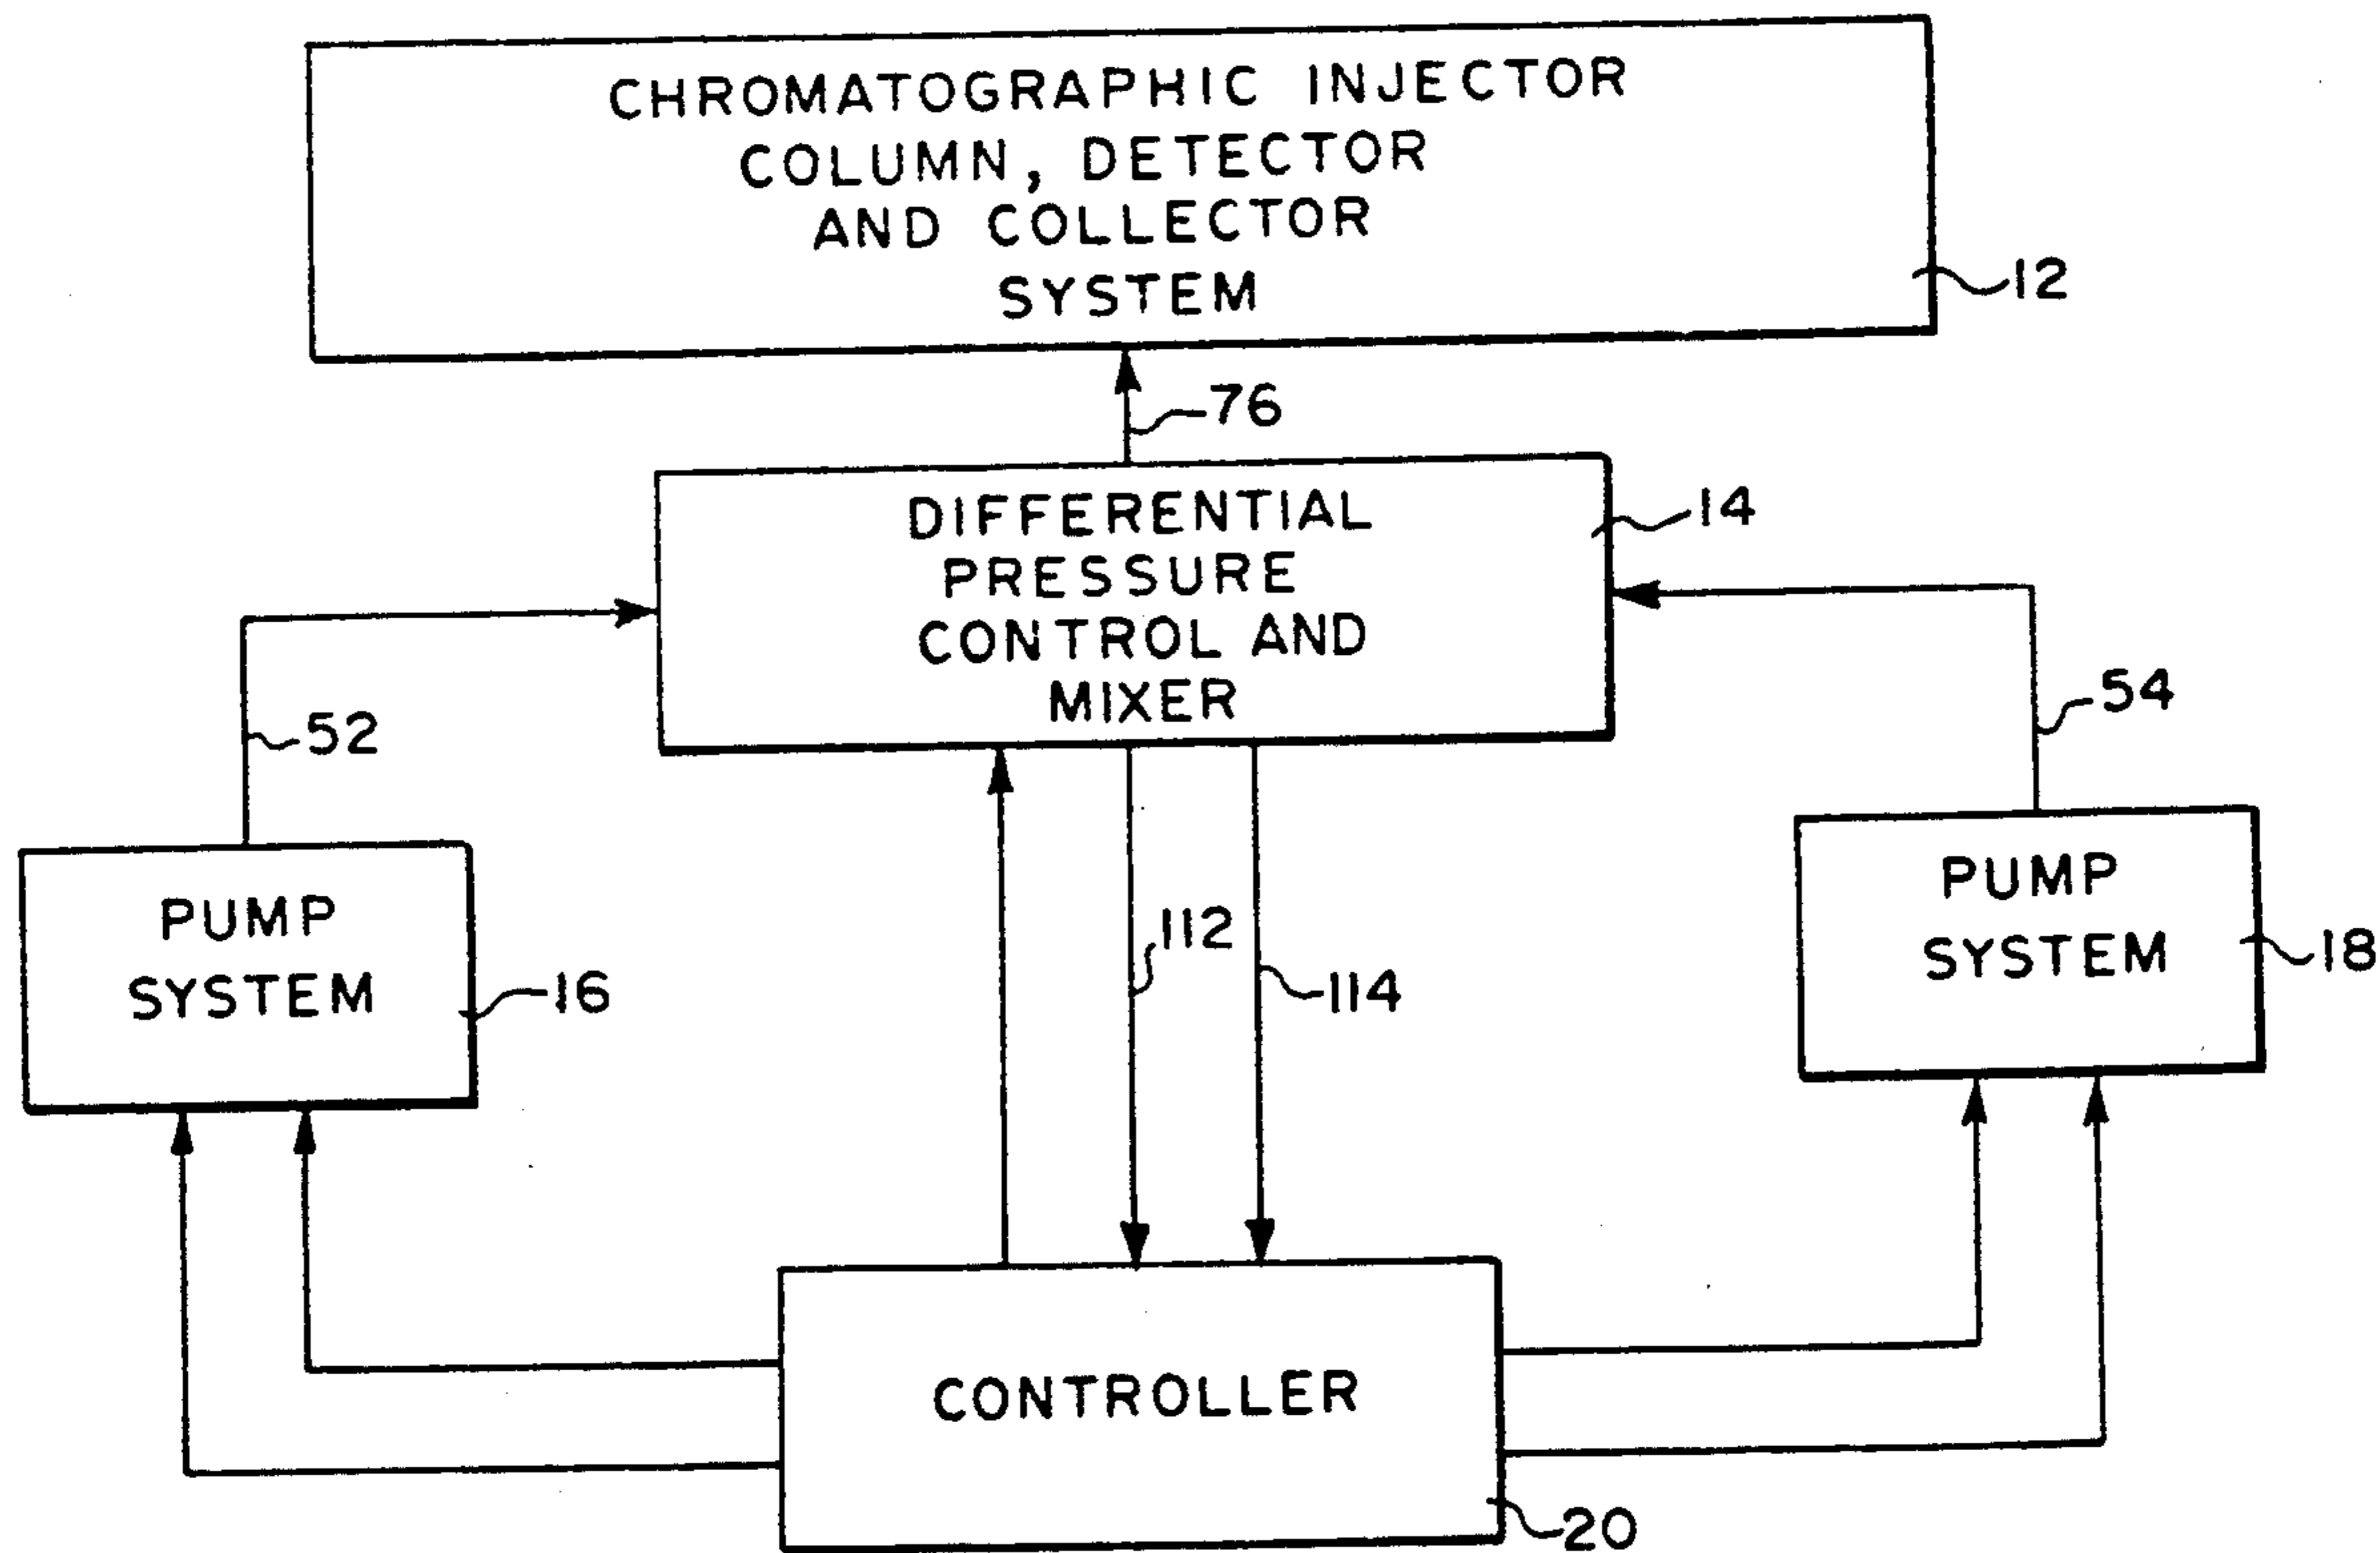 CHROMATOGRAPHIC INJECTOR
COLUMN, DETECTOR
AND COLLECTOR
SYSTEM
12
76
DIFFERENTIAL
PRESSURE
CONTROL AND
MIXER
14
52
54
PUMP
SYSTEM
16
112
114
PUMP
SYSTEM
18
CONTROLLER
20